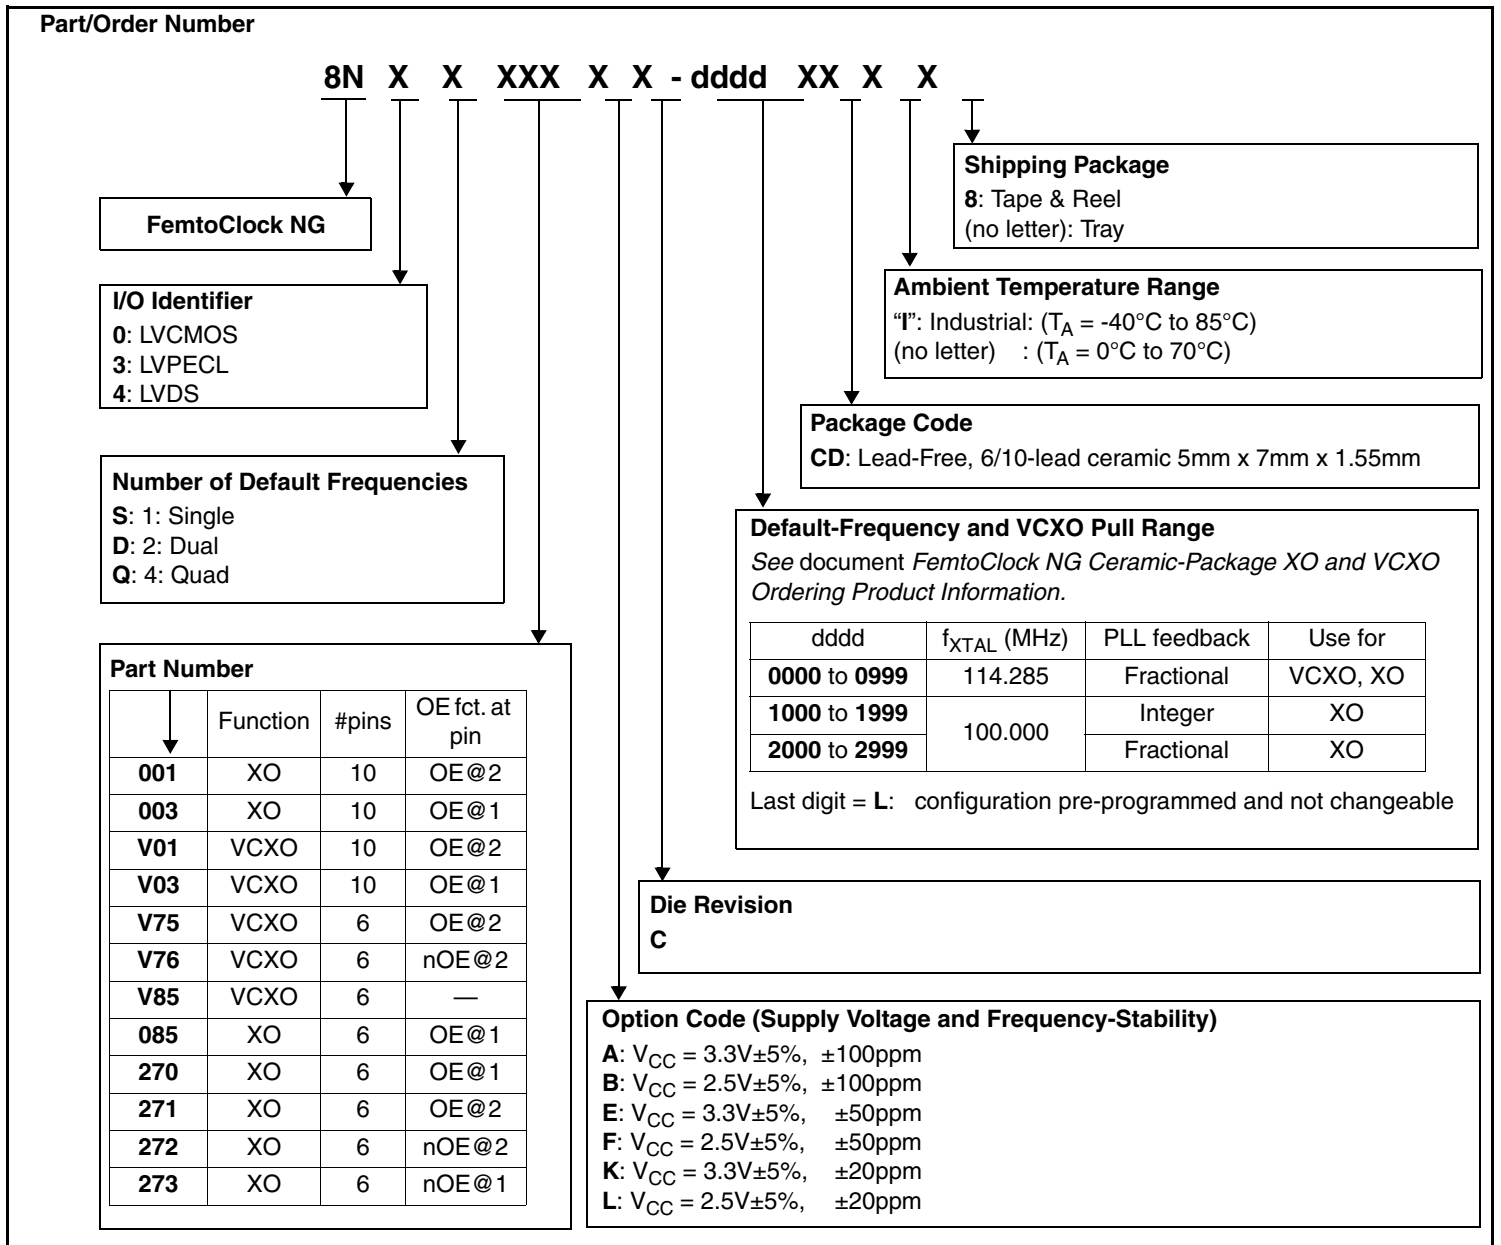 Part/Order Number
8N X X XXX X X - dddd XX X X
Shipping Package
8: Tape & Reel
(no letter): Tray
FemtoClock NG
Ambient Temperature Range
“I”: Industrial: (TA = -40°C to 85°C)
(no letter) : (TA = 0°C to 70°C)
I/O Identifier
0: LVCMOS
3: LVPECL
4: LVDS
Package Code
CD: Lead-Free, 6/10-lead ceramic 5mm x 7mm x 1.55mm
Number of Default Frequencies
S: 1: Single
D: 2: Dual
Q: 4: Quad
Default-Frequency and VCXO Pull Range
See document FemtoClock NG Ceramic-Package XO and VCXO
Ordering Product Information.
dddd fXTAL (MHz) PLL feedback Use for
0000 to 0999 114.285 Fractional VCXO, XO
1000 to 1999 100.000 Integer XO
2000 to 2999 Fractional XO
Last digit = L: configuration pre-programmed and not changeable
Part Number
Function #pins OE fct. at
pin
001 XO 10 OE@2
003 XO 10 OE@1
V01 VCXO 10 OE@2
V03 VCXO 10 OE@1
V75 VCXO 6 OE@2
V76 VCXO 6 nOE@2
V85 VCXO 6 —
085 XO 6 OE@1
270 XO 6 OE@1
271 XO 6 OE@2
272 XO 6 nOE@2
273 XO 6 nOE@1
Die Revision
C
Option Code (Supply Voltage and Frequency-Stability)
A: VCC = 3.3V±5%, ±100ppm
B: VCC = 2.5V±5%, ±100ppm
E: VCC = 3.3V±5%, ±50ppm
F: VCC = 2.5V±5%, ±50ppm
K: VCC = 3.3V±5%, ±20ppm
L: VCC = 2.5V±5%, ±20ppm